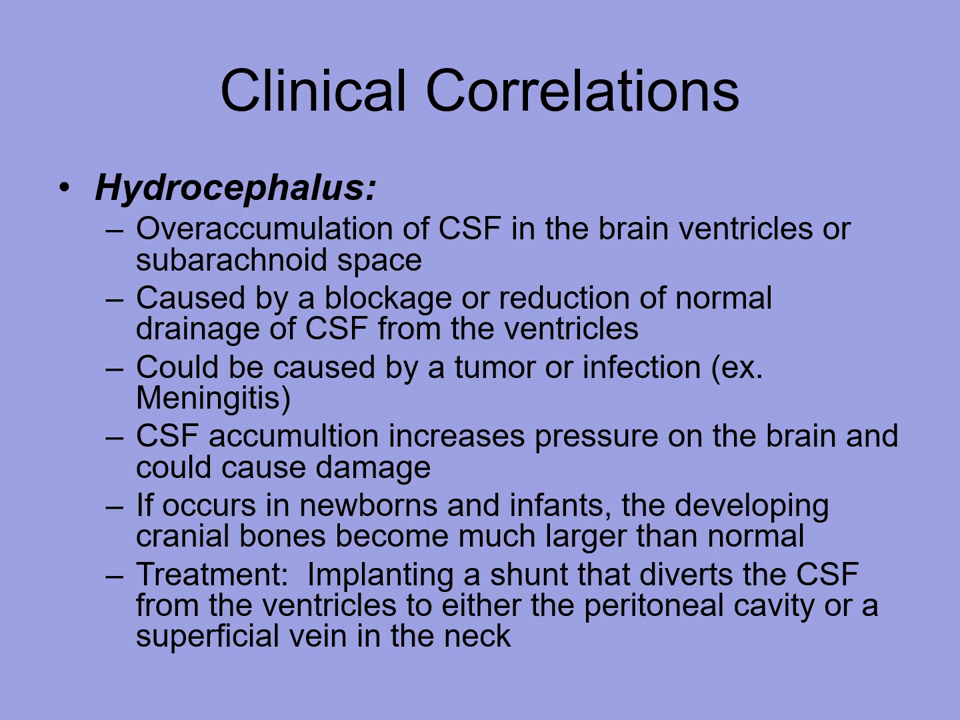 Clinical Correlations
• Hydrocephalus:
– Overaccumulation of CSF in the brain ventricles or
subarachnoid space
– Caused by a blockage or reduction of normal
drainage of CSF from the ventricles
– Could be caused by a tumor or infection (ex.
Meningitis)
– CSF accumultion increases pressure on the brain and
could cause damage
– If occurs in newborns and infants, the developing
cranial bones become much larger than normal
– Treatment:  Implanting a shunt that diverts the CSF
from the ventricles to either the peritoneal cavity or a
superficial vein in the neck